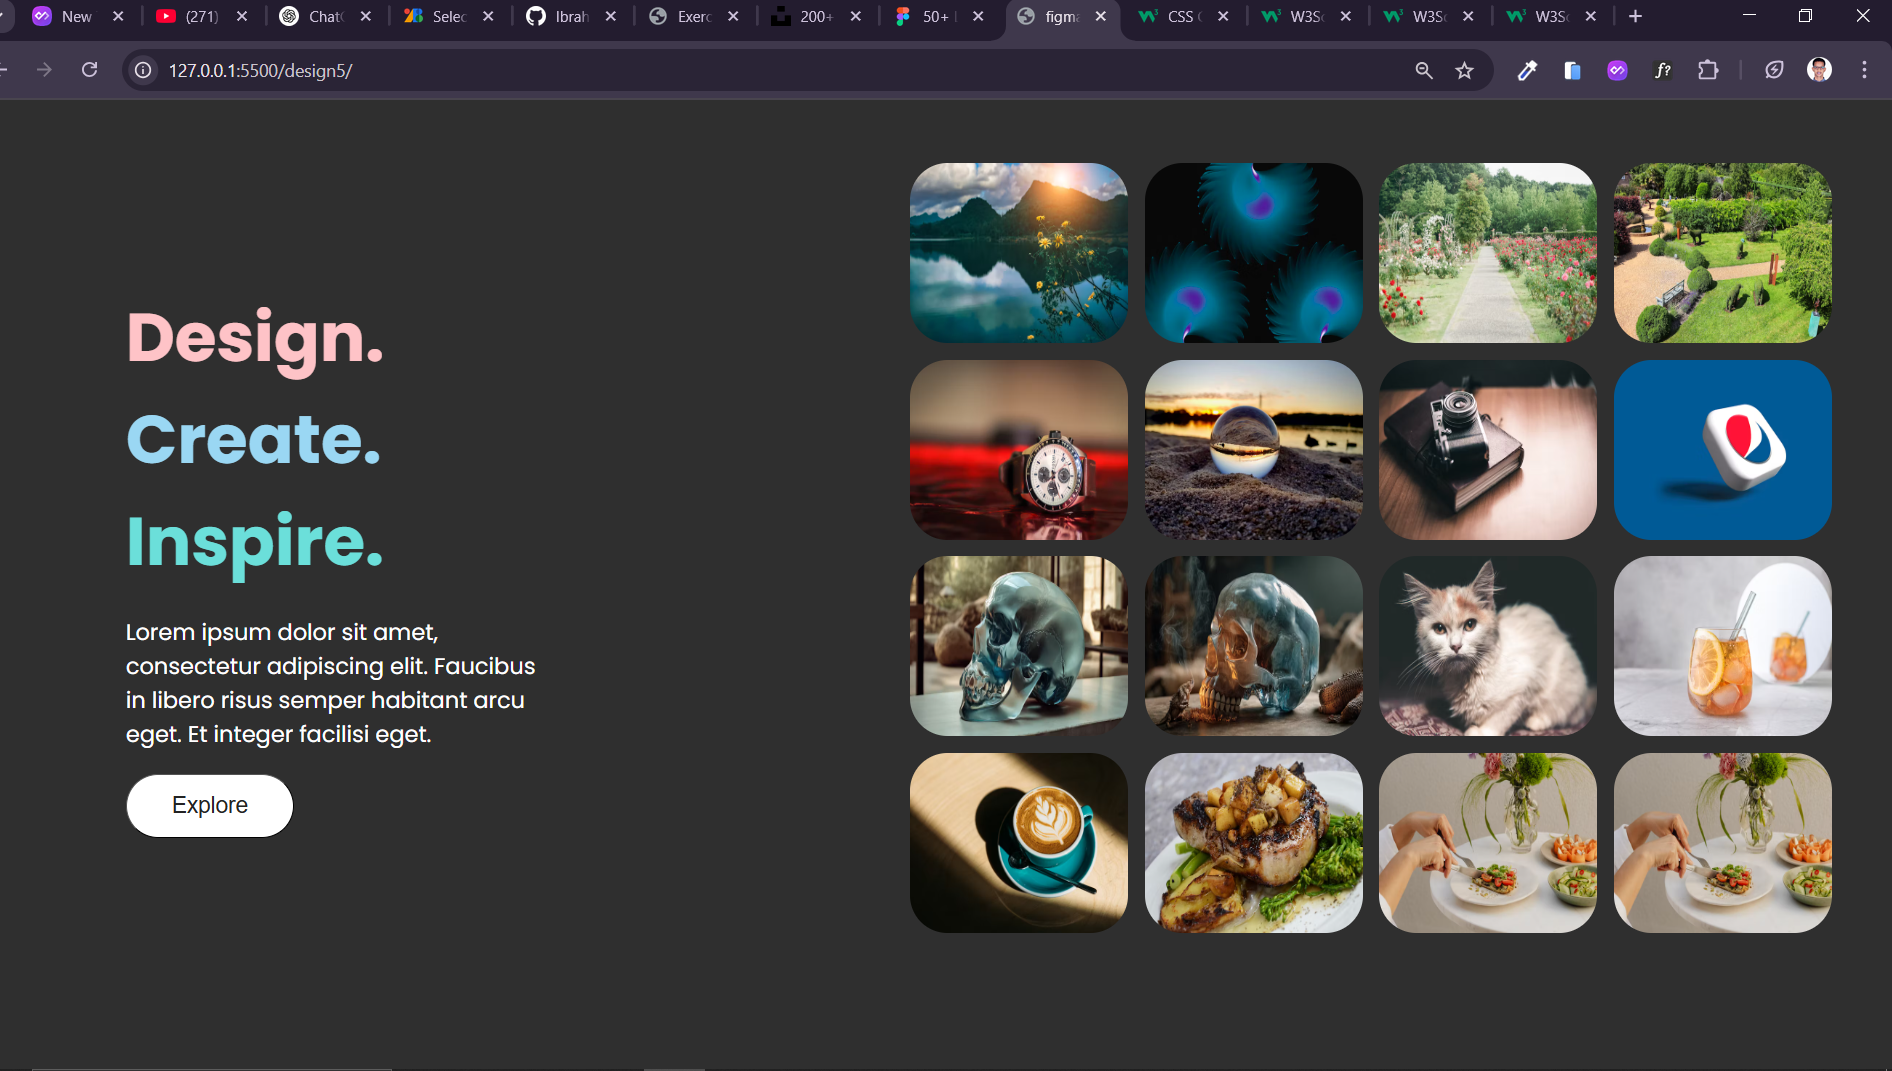 New
(271)
Chat
Selec
Ibrah
Exerc
200+
50+
figma
CSS
W3S
W3S
W3S
127.0.0.1:5500/design5/
f?
Design.
Create.
Inspire.
Lorem ipsum dolor sit amet,
consectetur adipiscing elit. Faucibus
in libero risus semper habitant arcu
eget. Et integer facilisi eget.
Explore